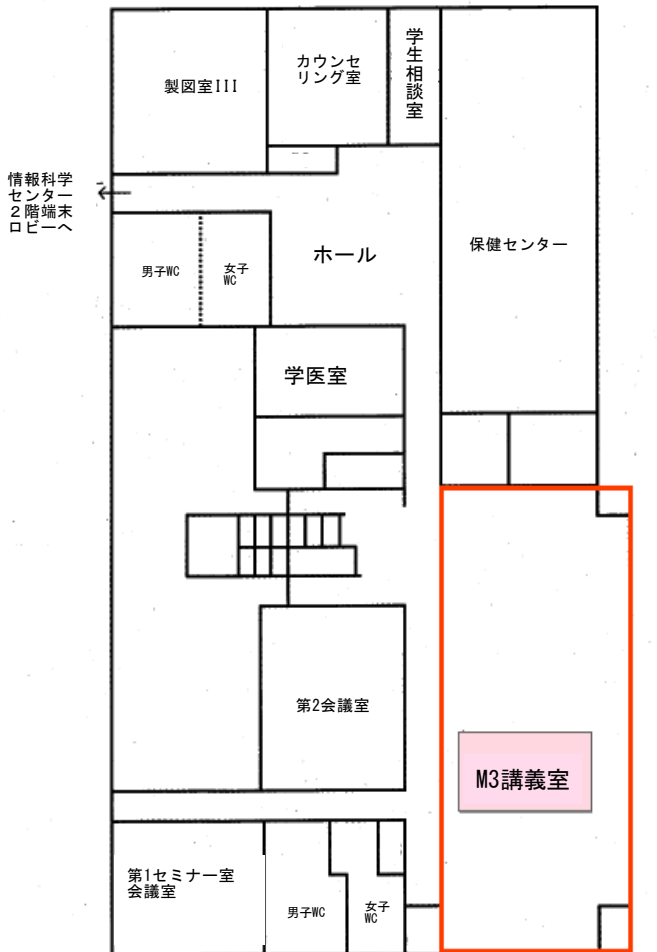 製図室III
カウンセ
リング室
学生相談室
情報科学
センター
２階端末
ロビーへ
ホール
保健センター
男子WC
女子
WC
学医室
第2会議室
M3講義室
第1セミナー室
会議室
男子WC
女子
WC